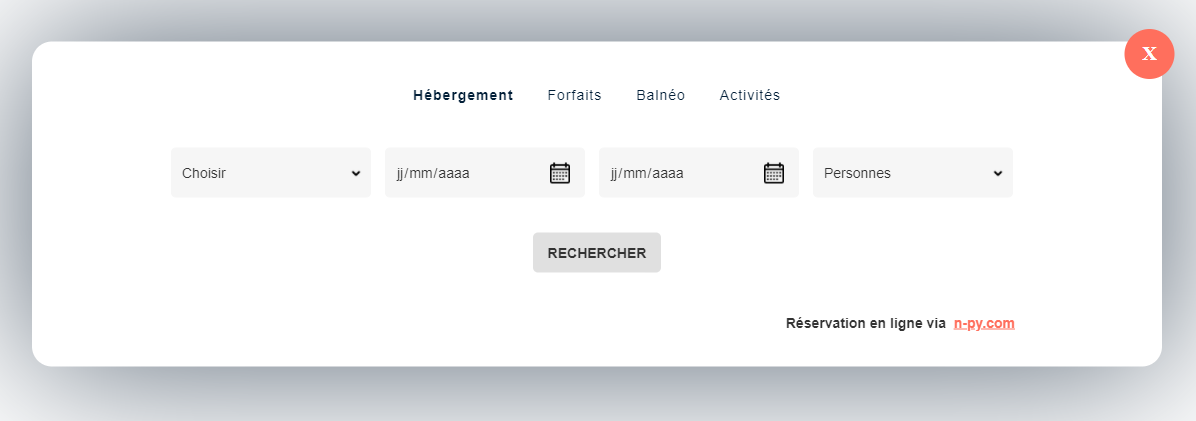 X
Hébergement Forfaits Balnéo Activités
Choisir jj/mm/aaaa jj/mm/aaaa Personnes
RECHERCHER
Réservation en ligne via n-py.com